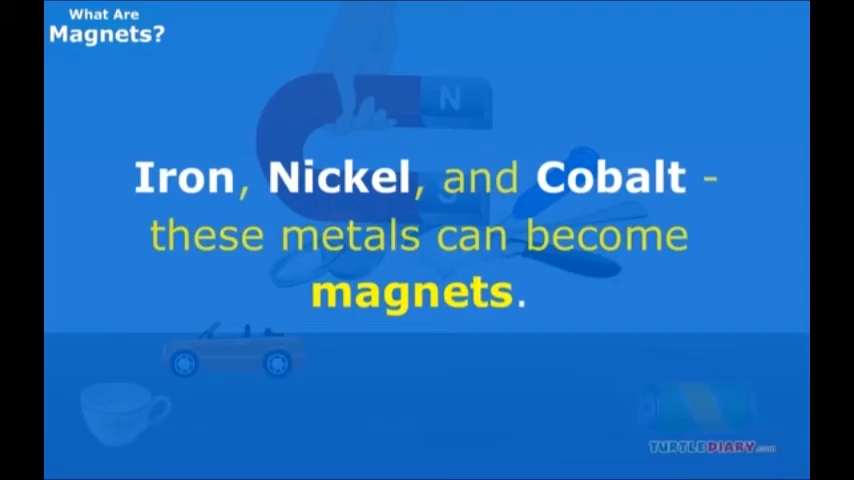 What Are
Magnets?
N
S
Iron, Nickel, and Cobalt -
these metals can become
magnets.
TURTLEDIARY.com